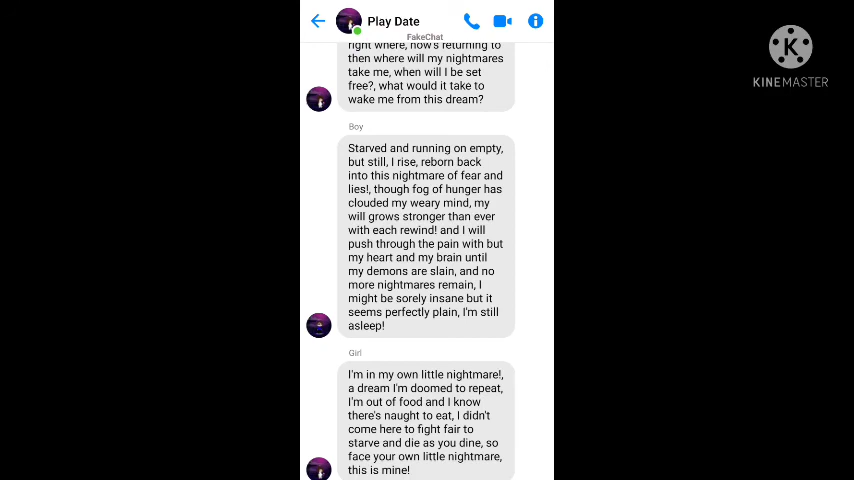 Play Date
FakeChat
right where, how's returning to
then where will my nightmares
take me, when will I be set
free?, what would it take to
wake me from this dream?
Boy
Starved and running on empty,
but still, I rise, reborn back
into this nightmare of fear and
lies!, though fog of hunger has
clouded my weary mind, my
will grows stronger than ever
with each rewind! and I will
push through the pain with but
my heart and my brain until
my demons are slain, and no
more nightmares remain, I
might be sorely insane but it
seems perfectly plain, I'm still
asleep!
Girl
I'm in my own little nightmare!,
a dream I'm doomed to repeat,
I'm out of food and I know
there's naught to eat, I didn't
come here to fight fair to
starve and die as you dine, so
face your own little nightmare,
this is mine!
K
KINEMASTER